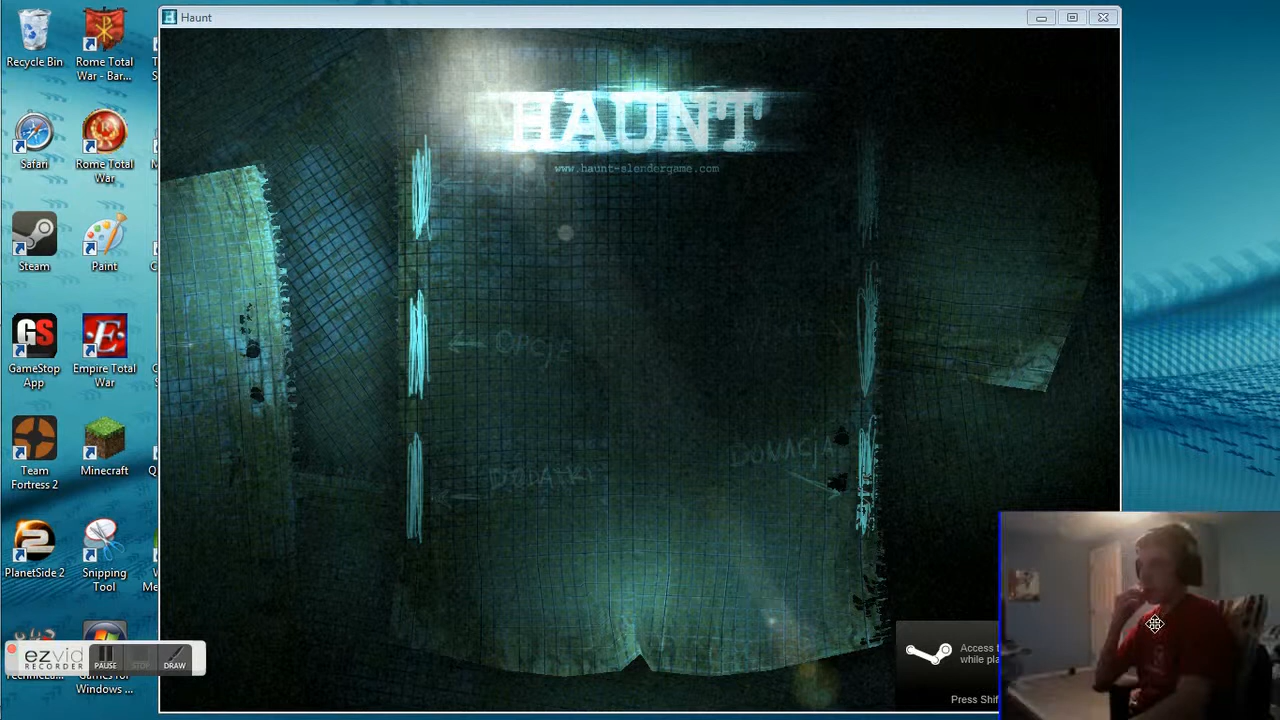 Haunt
Recycle Bin
Rome Total
War - Bar...
HAUNT
www.haunt-slendergame.com
Safari
Rome Total
War
Steam
Paint
OPCJE
GS
GameStop
App
E
Empire Total
War
DODATKI
DONACJA
Team
Fortress 2
Minecraft
2
PlanetSide 2
Snipping
Tool
ezvid
RECORDER
PAUSE
STOP
DRAW
Windows ...
Access t
while pla
Press Shif